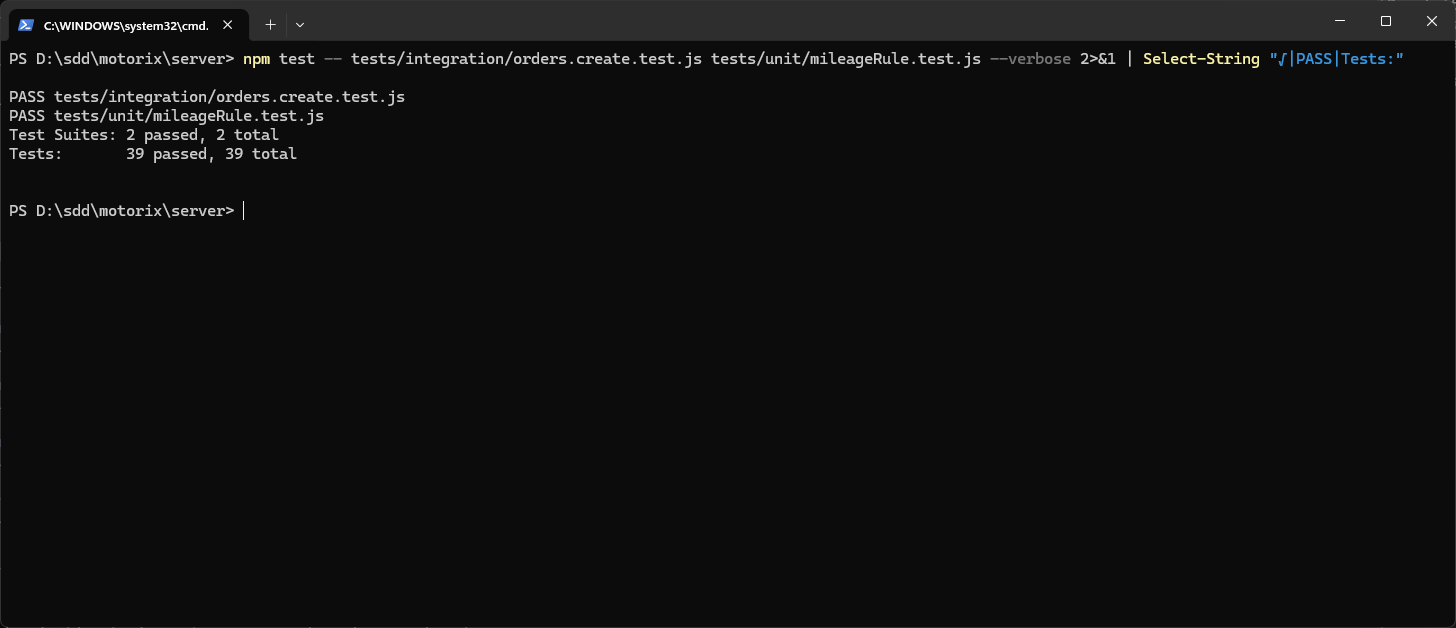 C:\WINDOWS\system32\cmd.
PS D:\sdd\motorix\server> npm test -- tests/integration/orders.create.test.js tests/unit/mileageRule.test.js --verbose 2>&1 | Select-String "√|PASS|Tests:"
PASS tests/integration/orders.create.test.js
PASS tests/unit/mileageRule.test.js
Test Suites: 2 passed, 2 total
Tests:       39 passed, 39 total
PS D:\sdd\motorix\server>